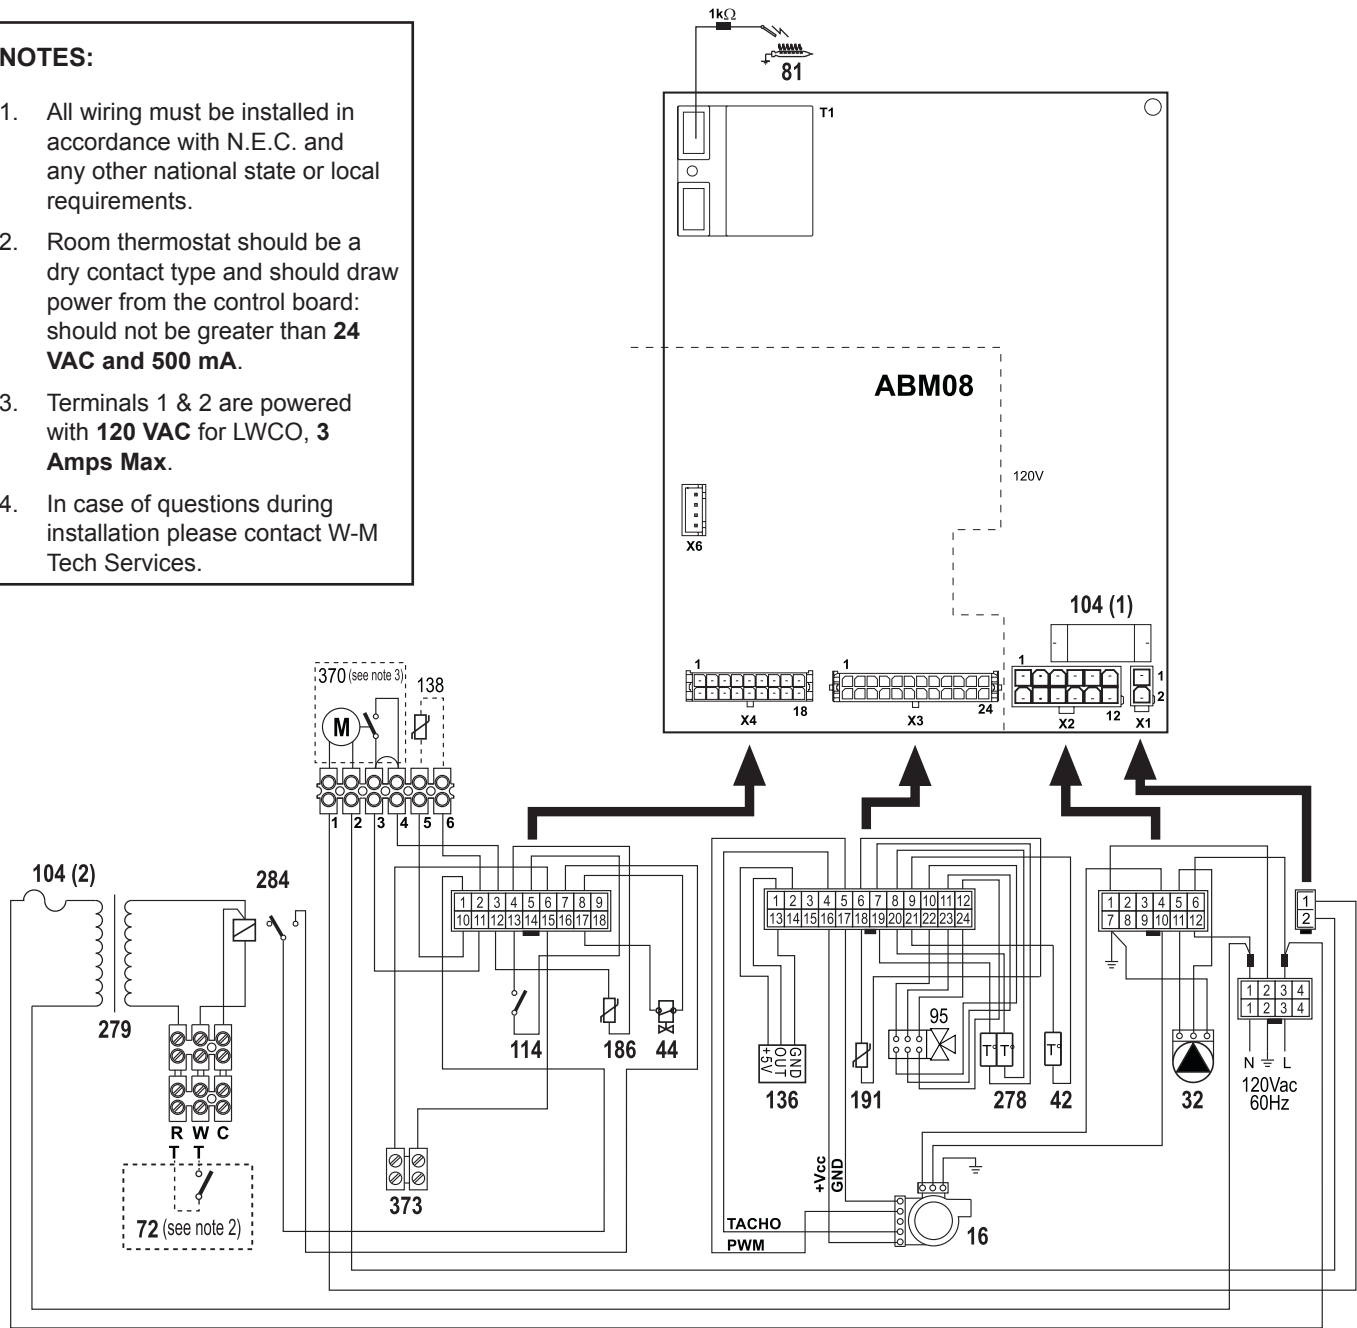 NOTES:
1. All wiring must be installed in
accordance with N.E.C. and
any other national state or local
requirements.
2. Room thermostat should be a
dry contact type and should draw
power from the control board:
should not be greater than 24
VAC and 500 mA.
3. Terminals 1 & 2 are powered
with 120 VAC for LWCO, 3
Amps Max.
4. In case of questions during
installation please contact W-M
Tech Services.
1kΩ
81
T1
ABM08
120V
X6
104 (1)
1
18
X4
1
24
X3
1
12
X2
1
2
X1
370 (see note 3)
138
M
1 2 3 4 5 6
104 (2)
284
279
R W C
T T
72 (see note 2)
1 2 3 4 5 6 7 8 9
10 11 12 13 14 15 16 17 18
114
186
44
373
1 2 3 4 5 6 7 8 9 10 11 12
13 14 15 16 17 18 19 20 21 22 23 24
GND
OUT
+5V
136
191
95
T° T°
278
T°
42
+Vcc
GND
TACHO
PWM
16
1 2 3 4 5 6
7 8 9 10 11 12
32
1
2
1 2 3 4
1 2 3 4
N L
120Vac
60Hz